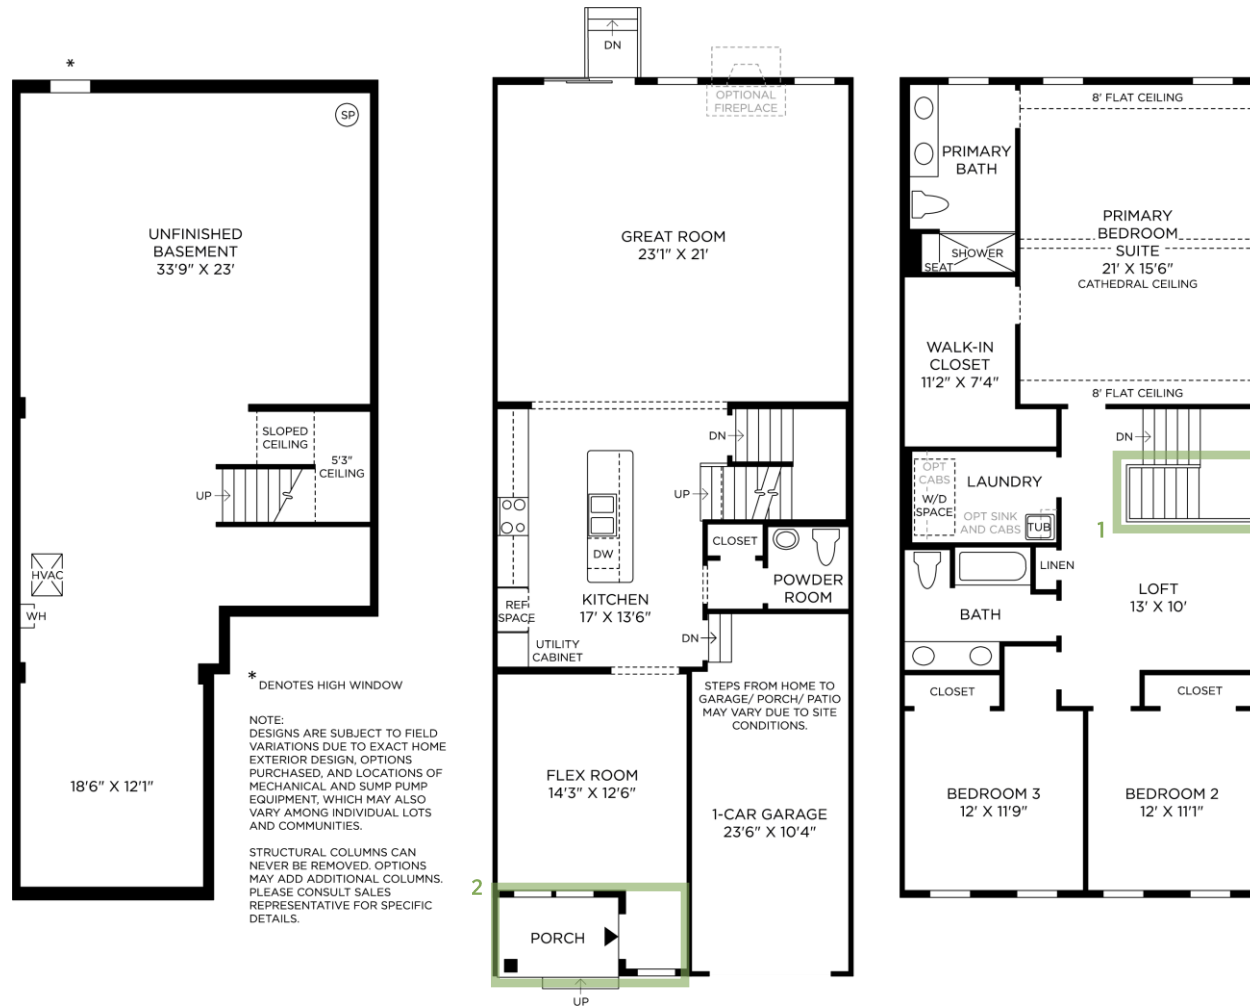 *
SP
UNFINISHED
BASEMENT
33'9" X 23'
SLOPED
CEILING
5'3"
CEILING
UP
HVAC
WH
* DENOTES HIGH WINDOW
NOTE:
DESIGNS ARE SUBJECT TO FIELD
VARIATIONS DUE TO EXACT HOME
EXTERIOR DESIGN, OPTIONS
PURCHASED, AND LOCATIONS OF
MECHANICAL AND SUMP PUMP
EQUIPMENT, WHICH MAY ALSO
VARY AMONG INDIVIDUAL LOTS
AND COMMUNITIES.
STRUCTURAL COLUMNS CAN
NEVER BE REMOVED. OPTIONS
MAY ADD ADDITIONAL COLUMNS.
PLEASE CONSULT SALES
REPRESENTATIVE FOR SPECIFIC
DETAILS.
18'6" X 12'1"
DN
OPTIONAL
FIREPLACE
GREAT ROOM
23'1" X 21'
DN
UP
CLOSET
DW
POWDER
ROOM
KITCHEN
17' X 13'6"
REF
SPACE
UTILITY
CABINET
DN
STEPS FROM HOME TO
GARAGE/ PORCH/ PATIO
MAY VARY DUE TO SITE
CONDITIONS.
FLEX ROOM
14'3" X 12'6"
1-CAR GARAGE
23'6" X 10'4"
2
PORCH
UP
8' FLAT CEILING
PRIMARY
BATH
PRIMARY
BEDROOM
SUITE
21' X 15'6"
CATHEDRAL CEILING
SHOWER
SEAT
WALK-IN
CLOSET
11'2" X 7'4"
8' FLAT CEILING
DN
OPT
CABS
LAUNDRY
W/D
SPACE
OPT SINK
AND CABS
TUB
1
LINEN
LOFT
13' X 10'
BATH
CLOSET
CLOSET
BEDROOM 3
12' X 11'9"
BEDROOM 2
12' X 11'1"